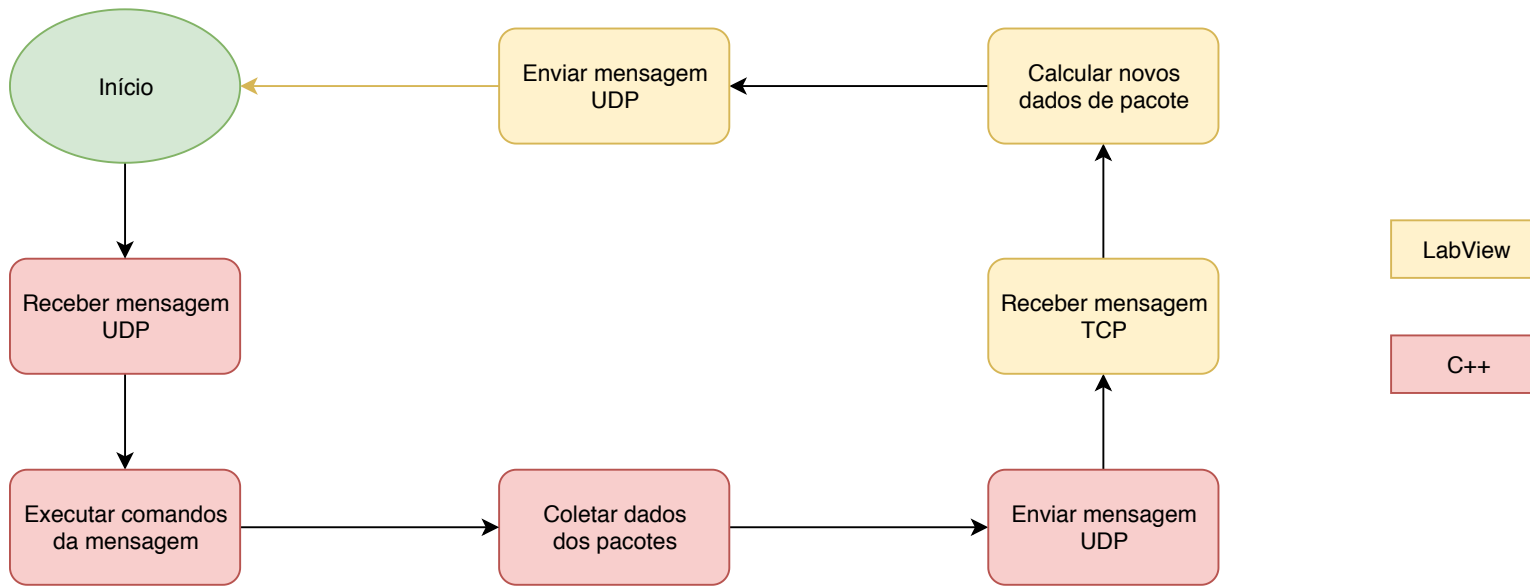 Início
Enviar mensagem
UDP
Calcular novos
dados de pacote
Receber mensagem
UDP
Receber mensagem
TCP
LabView
C++
Executar comandos
da mensagem
Coletar dados
dos pacotes
Enviar mensagem
UDP